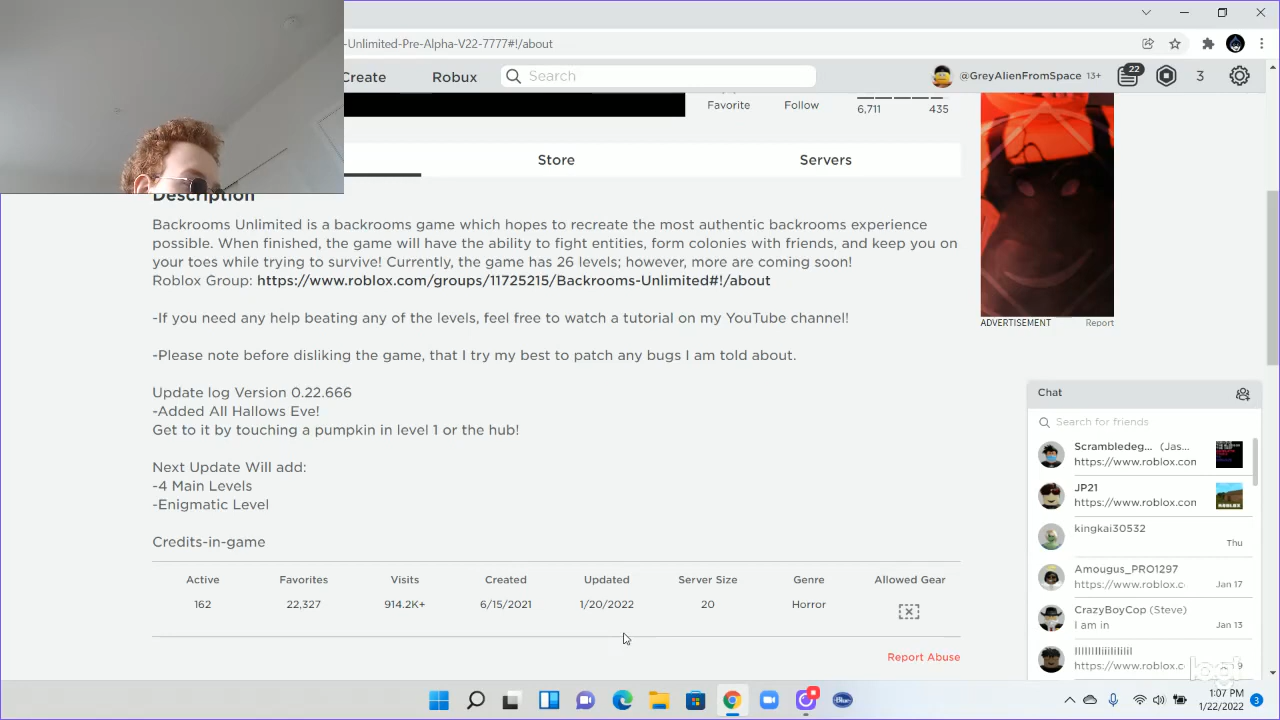 -Unlimited-Pre-Alpha-V22-7777#!/about
Create
Robux
Search
@GreyAlienFromSpace 13+
22
3
Favorite
Follow
6,711
435
Store
Servers
Description
Backrooms Unlimited is a backrooms game which hopes to recreate the most authentic backrooms experience
possible. When finished, the game will have the ability to fight entities, form colonies with friends, and keep you on
your toes while trying to survive! Currently, the game has 26 levels; however, more are coming soon!
Roblox Group: https://www.roblox.com/groups/11725215/Backrooms-Unlimited#!/about
-If you need any help beating any of the levels, feel free to watch a tutorial on my YouTube channel!
-Please note before disliking the game, that I try my best to patch any bugs I am told about.
Update log Version 0.22.666
-Added All Hallows Eve!
Get to it by touching a pumpkin in level 1 or the hub!
Next Update Will add:
-4 Main Levels
-Enigmatic Level
Credits-in-game
Active Favorites Visits Created Updated Server Size Genre Allowed Gear
162 22,327 914.2K+ 6/15/2021 1/20/2022 20 Horror
Report Abuse
ADVERTISEMENT Report
Chat
Search for friends
Scrambledeg... (Jas...
https://www.roblox.con
JP21
https://www.roblox.con
kingkai30532
Thu
Amougus_PRO1297
https://www.roblox.c Jan 17
CrazyBoyCop (Steve)
I am in Jan 13
https://www.roblox.c
logi
1:07 PM
1/22/2022
3